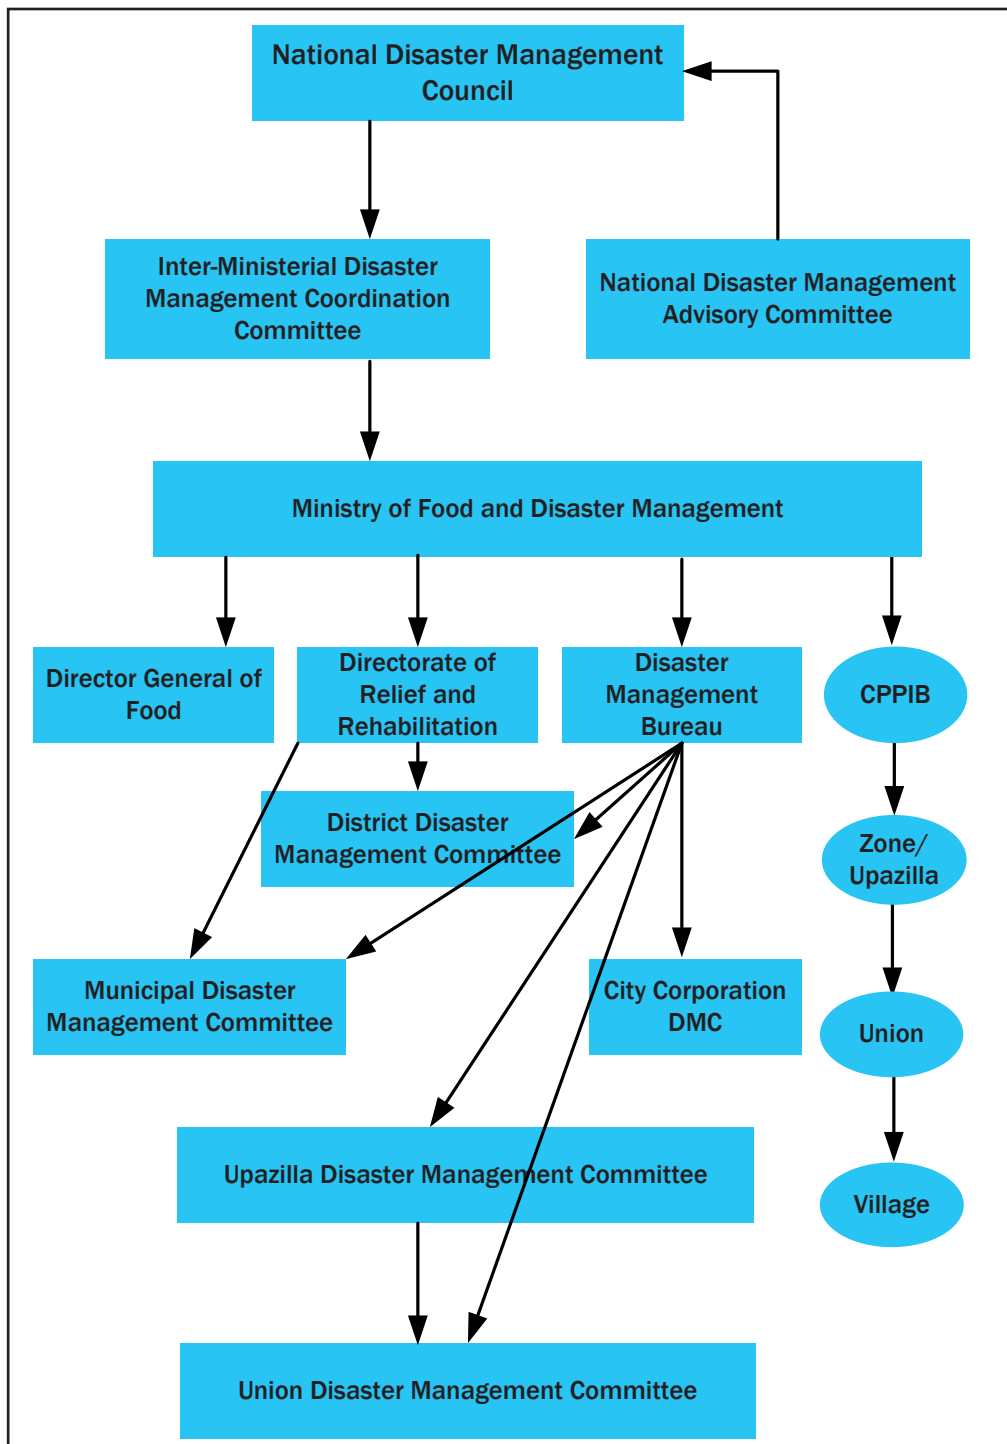 National Disaster Management
Council
Inter-Ministerial Disaster
Management Coordination
Committee
National Disaster Management
Advisory Committee
Ministry of Food and Disaster Management
Director General of
Food
Directorate of
Relief and
Rehabilitation
Disaster
Management
Bureau
CPPIB
District Disaster
Management Committee
Zone/
Upazilla
Municipal Disaster
Management Committee
City Corporation
DMC
Union
Upazilla Disaster Management Committee
Village
Union Disaster Management Committee